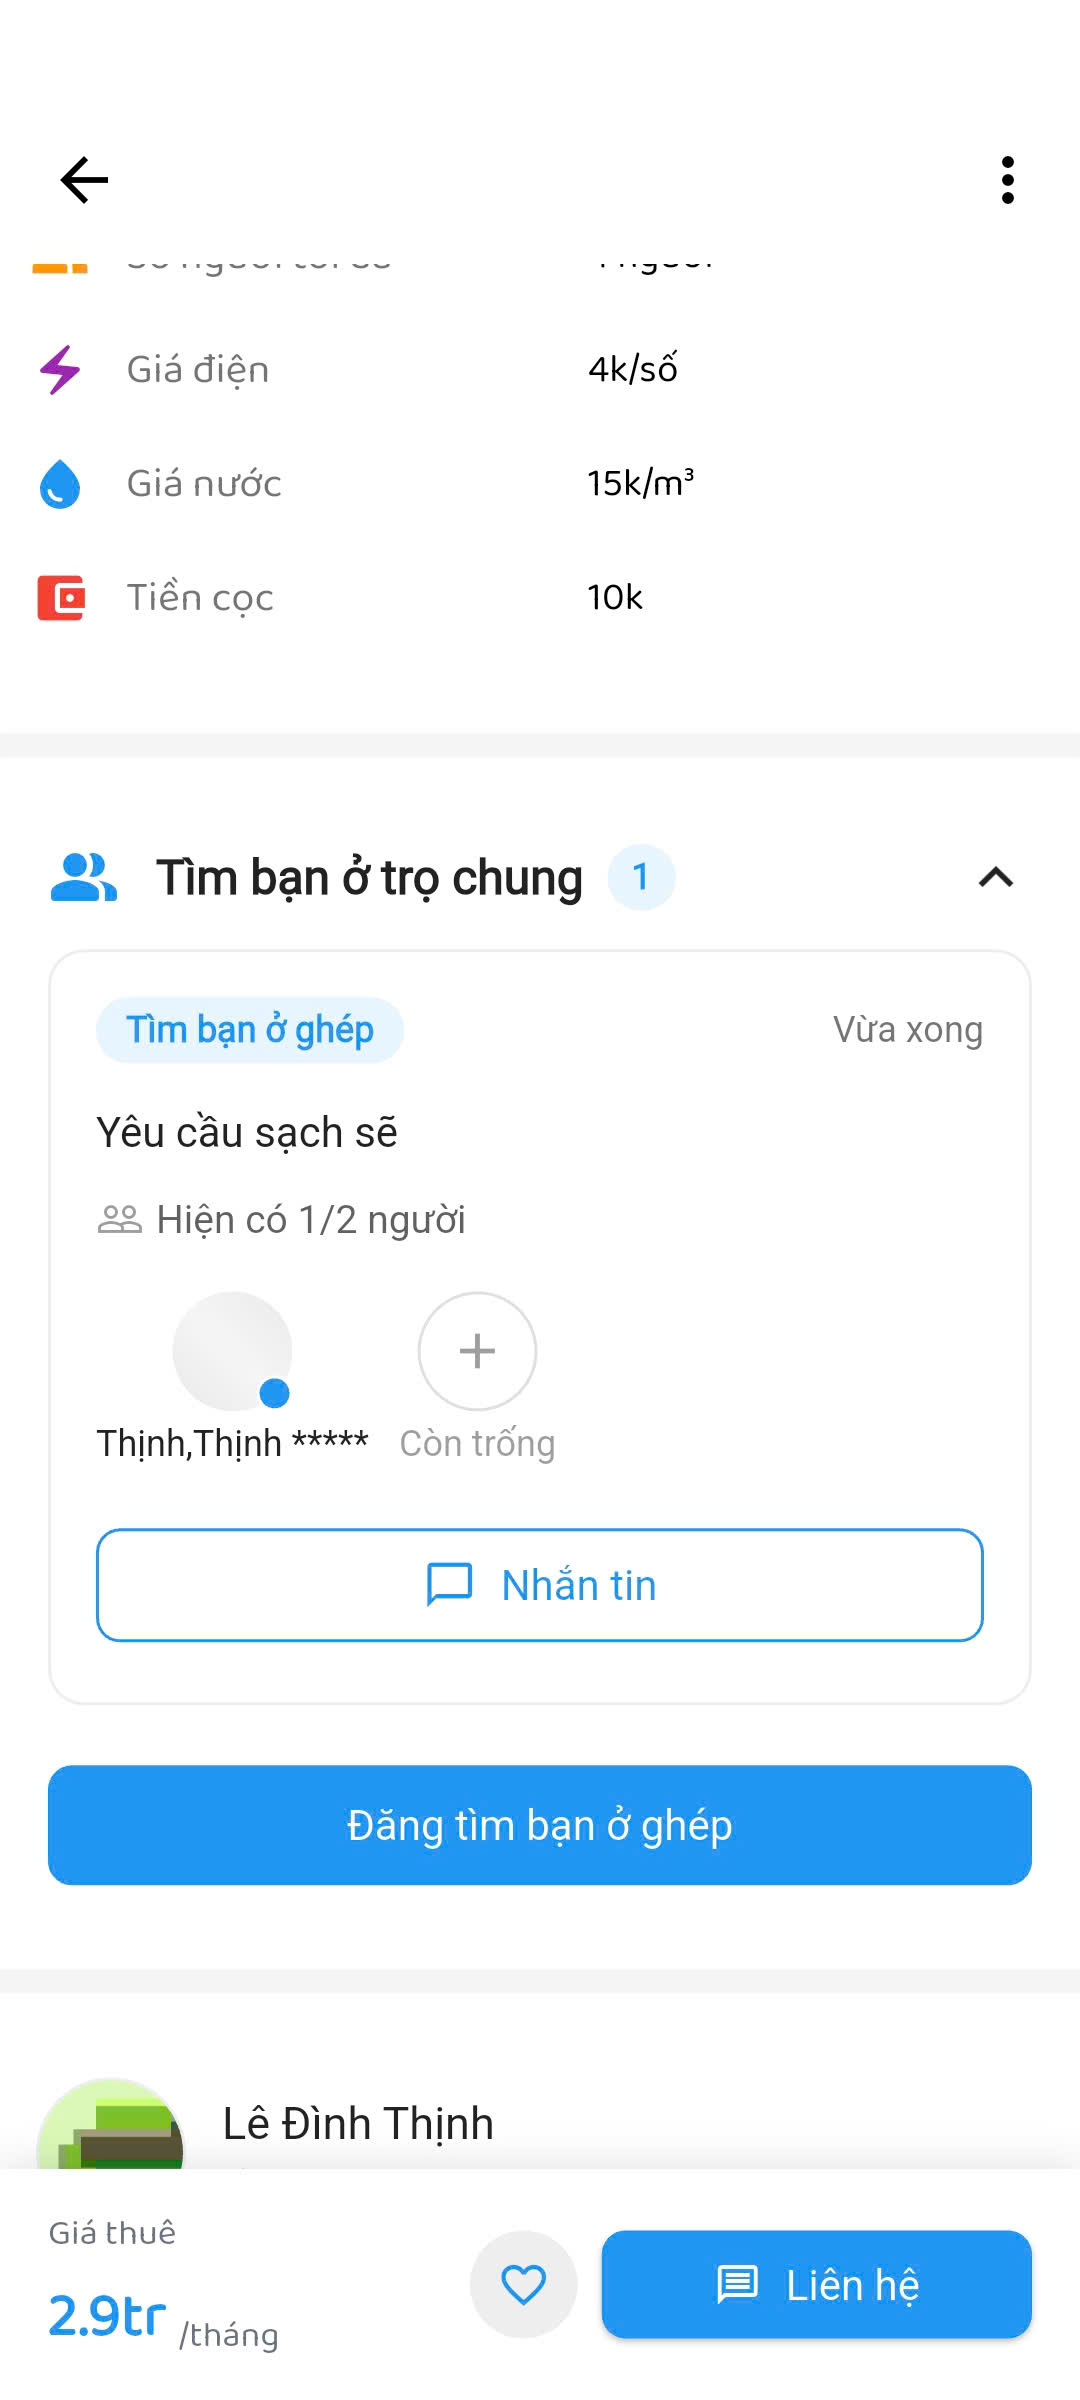 Giá điện
4k/số
Giá nước
15k/m³
Tiền cọc
10k
Tìm bạn ở trọ chung 1
Tìm bạn ở ghép
Vừa xong
Yêu cầu sạch sẽ
Hiện có 1/2 người
Thịnh,Thịnh *****
Còn trống
Nhắn tin
Đăng tìm bạn ở ghép
Lê Đình Thịnh
Giá thuê
2.9tr /tháng
Liên hệ